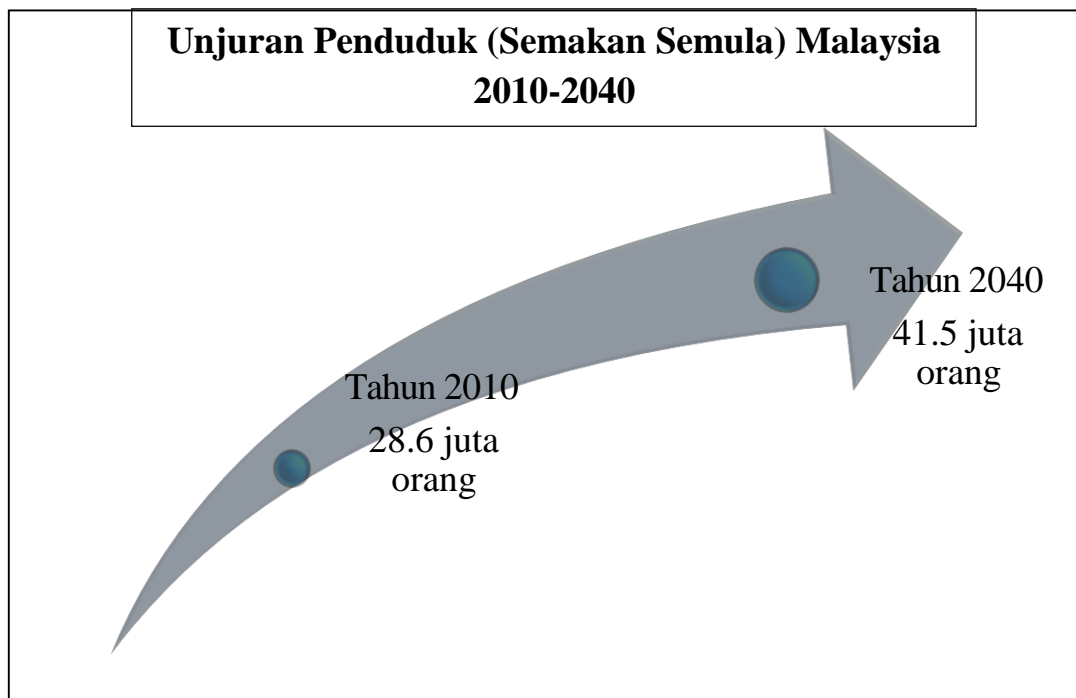 Unjuran Penduduk (Semakan Semula) Malaysia
2010-2040
Tahun 2040
41.5 juta
orang
Tahun 2010
28.6 juta
orang